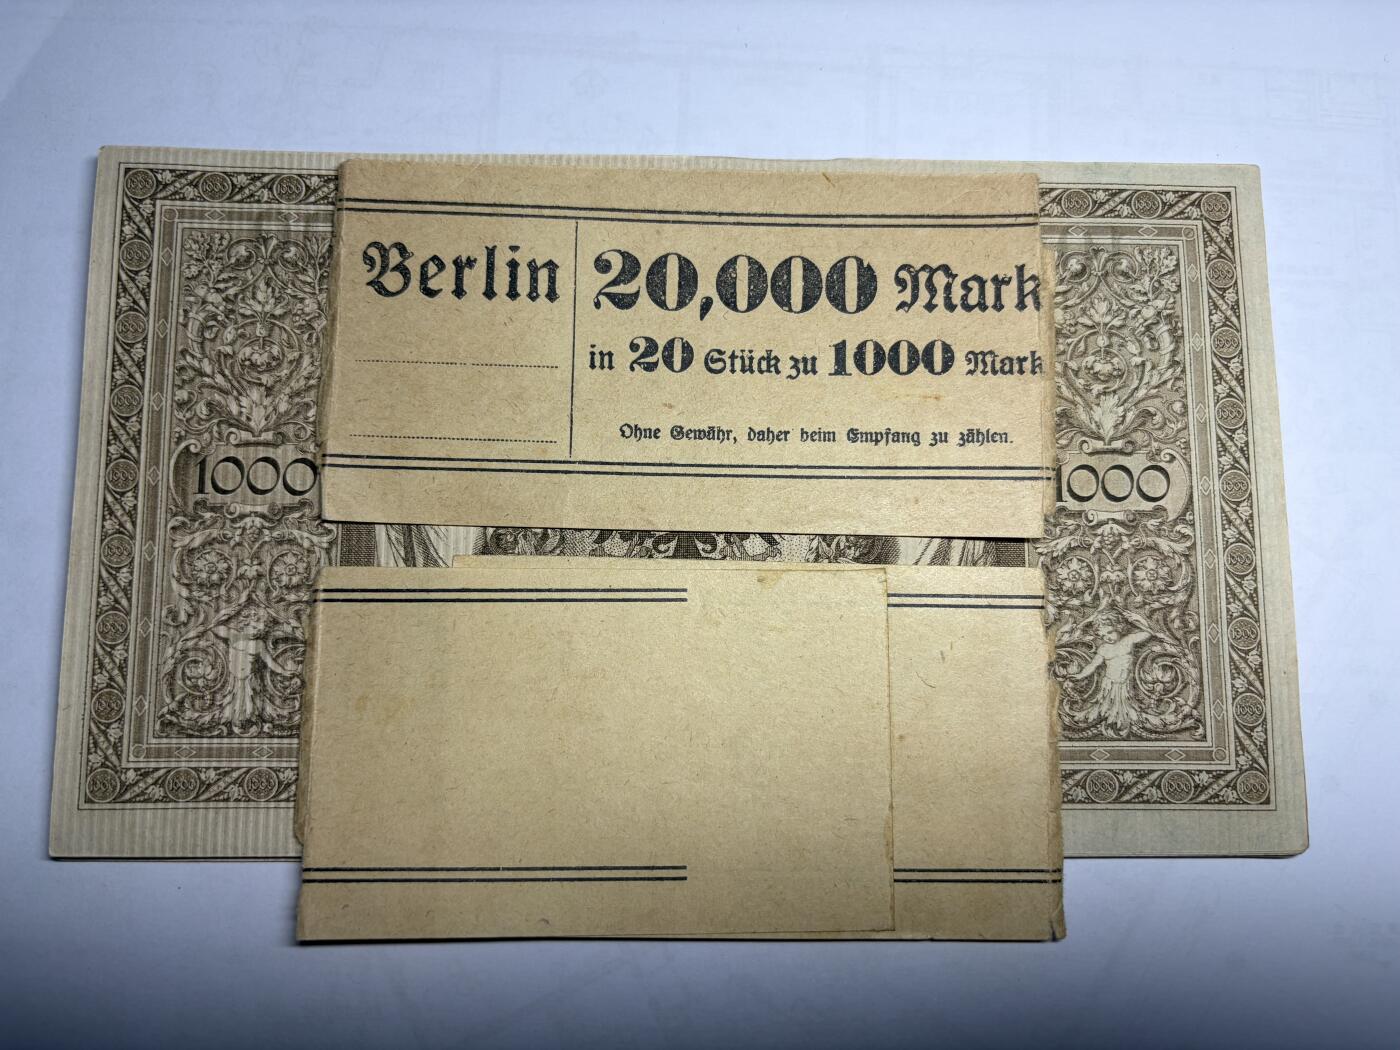 Berlin
20,000 Mark
in 20 Stück zu 1000 Mark
Ohne Gewähr, daher beim Empfang zu zählen.
1000
1000